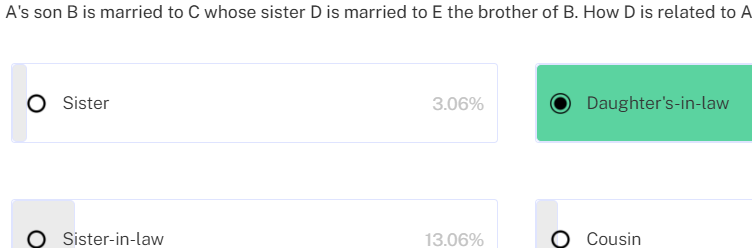 A's son B is married to C whose sister D is married to E the brother of B. How D is related to A
Sister 3.06% Daughter's-in-law
Sister-in-law 13.06% Cousin